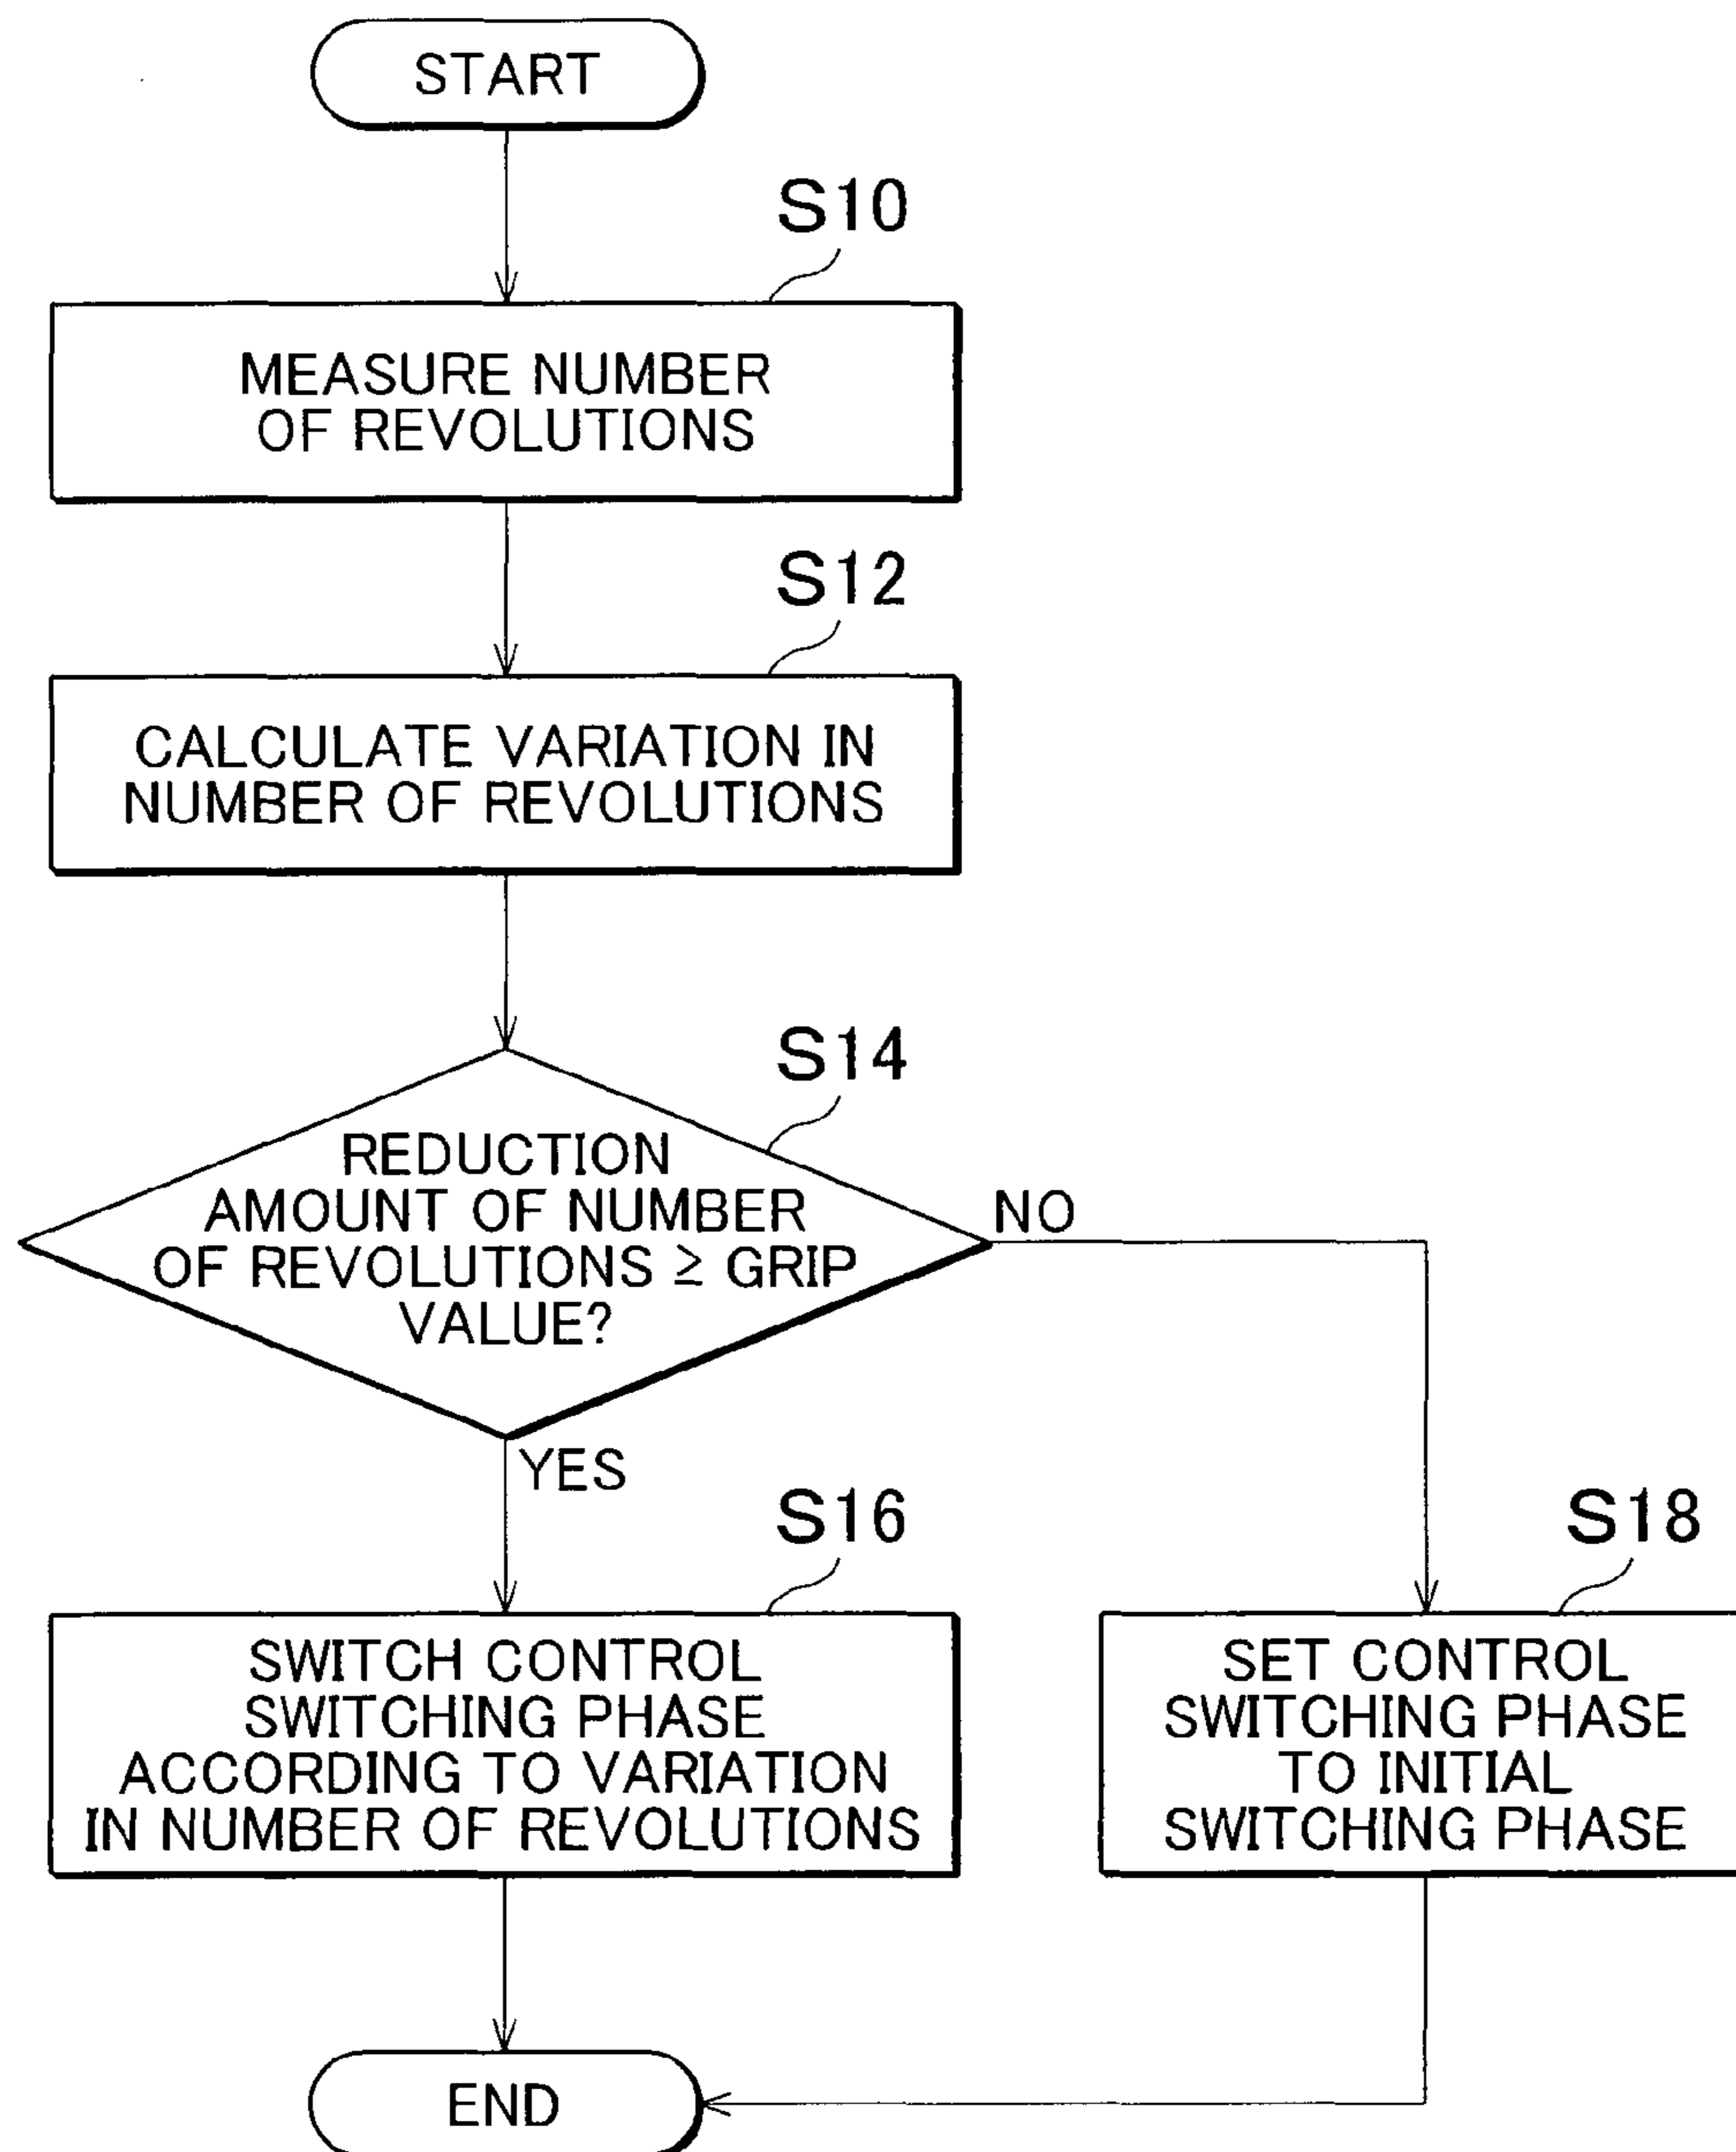 START
S10
MEASURE NUMBER
OF REVOLUTIONS
S12
CALCULATE VARIATION IN
NUMBER OF REVOLUTIONS
S14
REDUCTION
AMOUNT OF NUMBER
OF REVOLUTIONS ≥ GRIP
VALUE?
NO
YES
S16
SWITCH CONTROL
SWITCHING PHASE
ACCORDING TO VARIATION
IN NUMBER OF REVOLUTIONS
S18
SET CONTROL
SWITCHING PHASE
TO INITIAL
SWITCHING PHASE
END